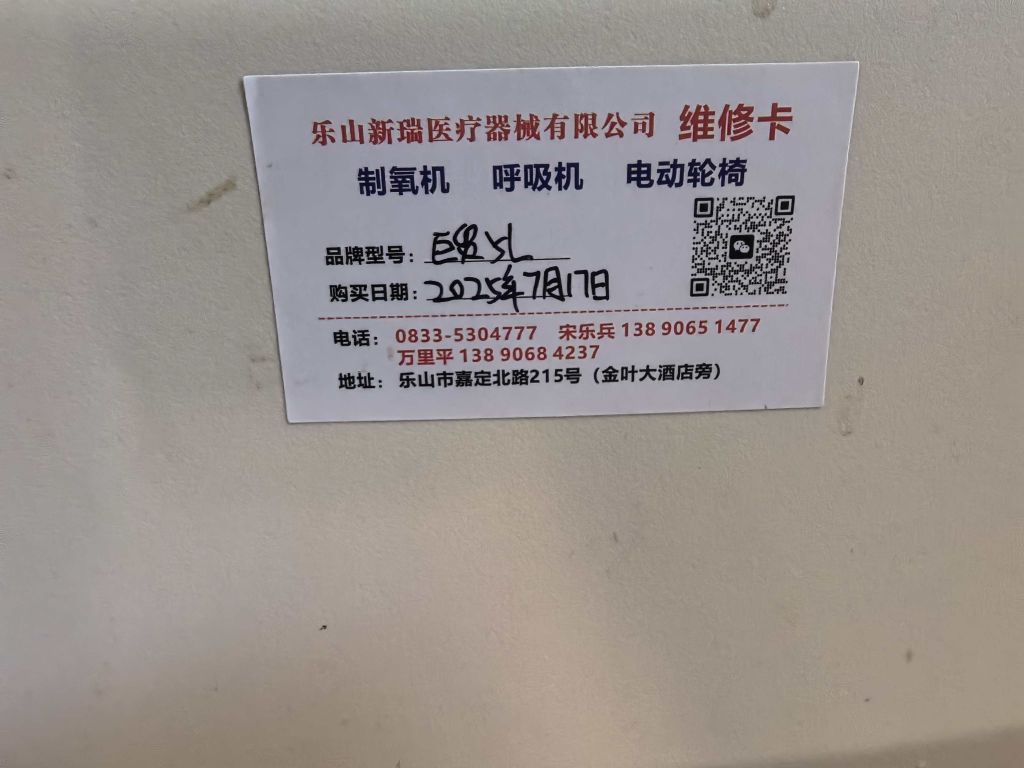 乐山新瑞医疗器械有限公司 维修卡
制氧机 呼吸机 电动轮椅
品牌型号: 5L
购买日期: 2025年7月17日
电话: 0833-5304777 宋乐兵 138 9065 1477
万里平 138 9068 4237
地址: 乐山市嘉定北路215号（金叶大酒店旁）